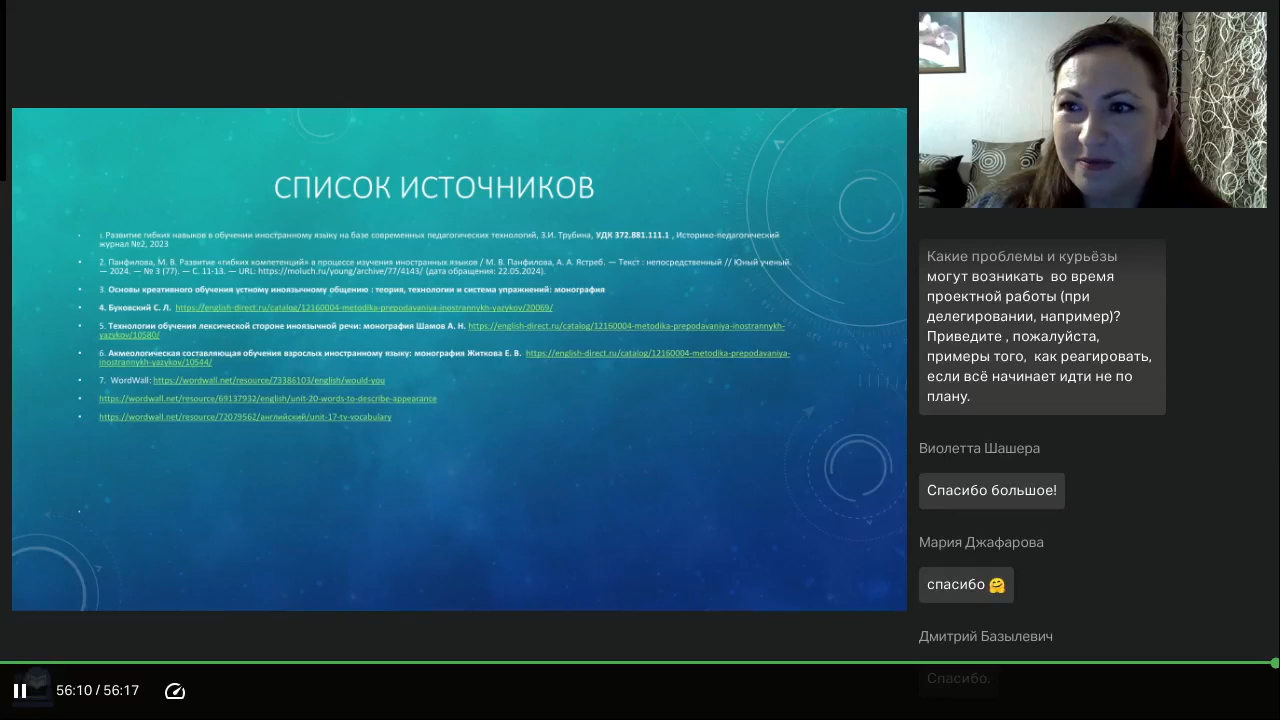 СПИСОК ИСТОЧНИКОВ
1. Развитие гибких навыков в обучении иностранному языку на базе современных педагогических технологий, З.И. Трубина, УДК 372.881.111.1 , Историко-педагогический
журнал №2, 2023
2. Панфилова, М. В. Развитие «гибких компетенций» в процессе изучения иностранных языков / М. В. Панфилова, А. А. Ястреб. — Текст : непосредственный // Юный ученый.
— 2024. — № 3 (77). — С. 11-13. — URL: https://moluch.ru/young/archive/77/4143/ (дата обращения: 22.05.2024).
3. Основы креативного обучения устному иноязычному общению : теория, технологии и система упражнений: монография
4. Буковский С. Л. https://english-direct.ru/catalog/12160004-metodika-prepodavaniya-inostrannykh-yazykov/20069/
5. Технологии обучения лексической стороне иноязычной речи: монография Шамов А. Н. https://english-direct.ru/catalog/12160004-metodika-prepodavaniya-inostrannykh-
yazykov/10580/
6. Акмеологическая составляющая обучения взрослых иностранному языку: монография Житкова Е. В. https://english-direct.ru/catalog/12160004-metodika-prepodavaniya-
inostrannykh-yazykov/10544/
7. WordWall: https://wordwall.net/resource/73386103/english/would-you
https://wordwall.net/resource/69137932/english/unit-20-words-to-describe-appearance
https://wordwall.net/resource/72079562/английский/unit-17-tv-vocabulary
Какие проблемы и курьёзы
могут возникать во время
проектной работы (при
делегировании, например)?
Приведите , пожалуйста,
примеры того, как реагировать,
если всё начинает идти не по
плану.
Виолетта Шашера
Спасибо большое!
Мария Джафарова
спасибо 🤗
Дмитрий Базылевич
Спасибо.
56:10 / 56:17